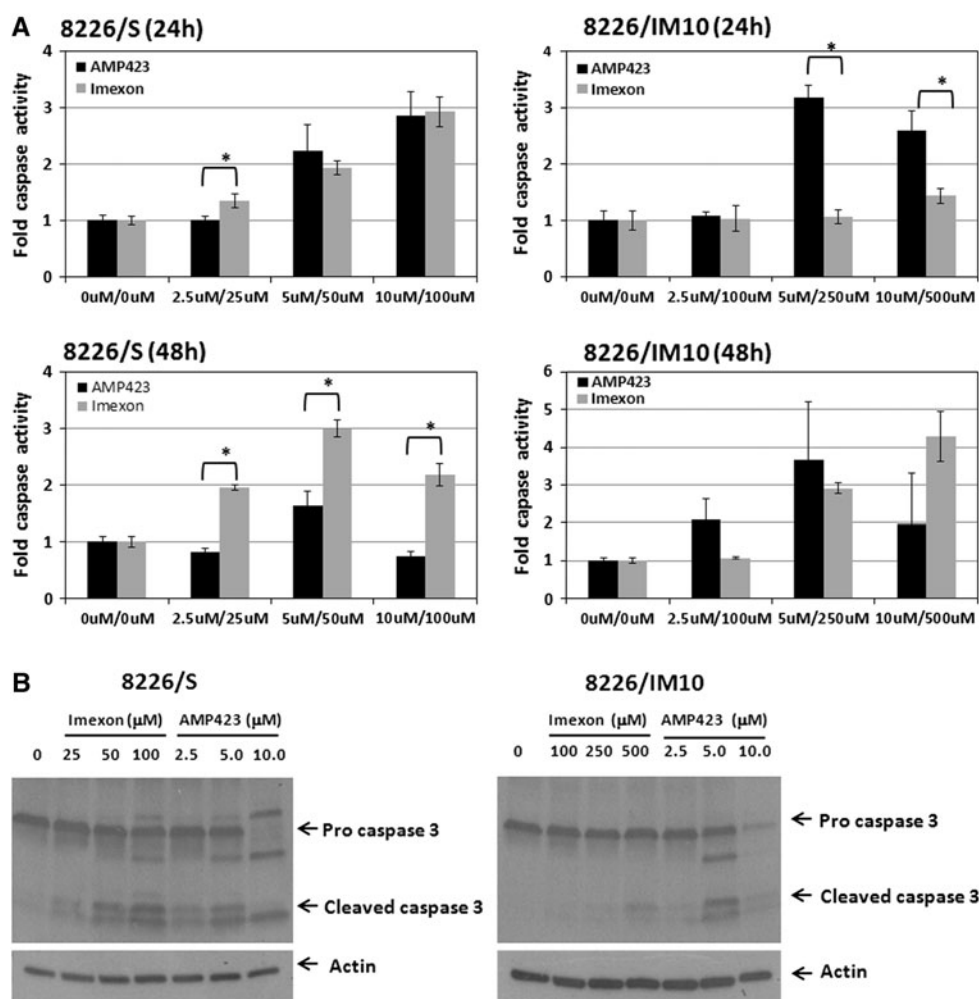 A
8226/S (24h)
Fold caspase activity
4
3
2
1
0
AMP423
Imexon
*
0uM/0uM 2.5uM/25uM 5uM/50uM 10uM/100uM
8226/IM10 (24h)
Fold caspase activity
4
3
2
1
0
AMP423
Imexon
*
*
0uM/0uM 2.5uM/100uM 5uM/250uM 10uM/500uM
8226/S (48h)
Fold caspase activity
4
3
2
1
0
AMP423
Imexon
*
*
*
0uM/0uM 2.5uM/25uM 5uM/50uM 10uM/100uM
8226/IM10 (48h)
Fold capase activity
6
5
4
3
2
1
0
AMP423
Imexon
0uM/0uM 2.5uM/100uM 5uM/250uM 10uM/500uM
B
8226/S
Imexon (μM) AMP423 (μM)
0 25 50 100 2.5 5.0 10.0
← Pro caspase 3
← Cleaved caspase 3
← Actin
8226/IM10
Imexon (μM) AMP423 (μM)
0 100 250 500 2.5 5.0 10.0
← Pro caspase 3
← Cleaved caspase 3
← Actin